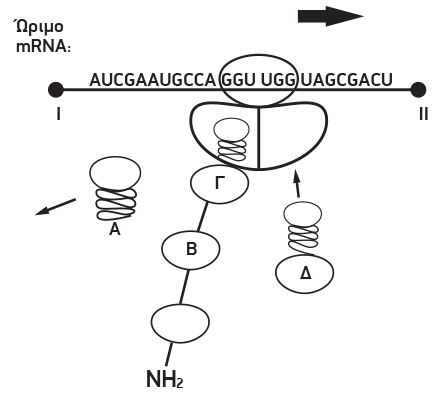 Ώριμο
mRNA:
AUCGAAUGCCA GGU UGG UAGCGACU
I
II
Γ
A
B
Δ
NH₂